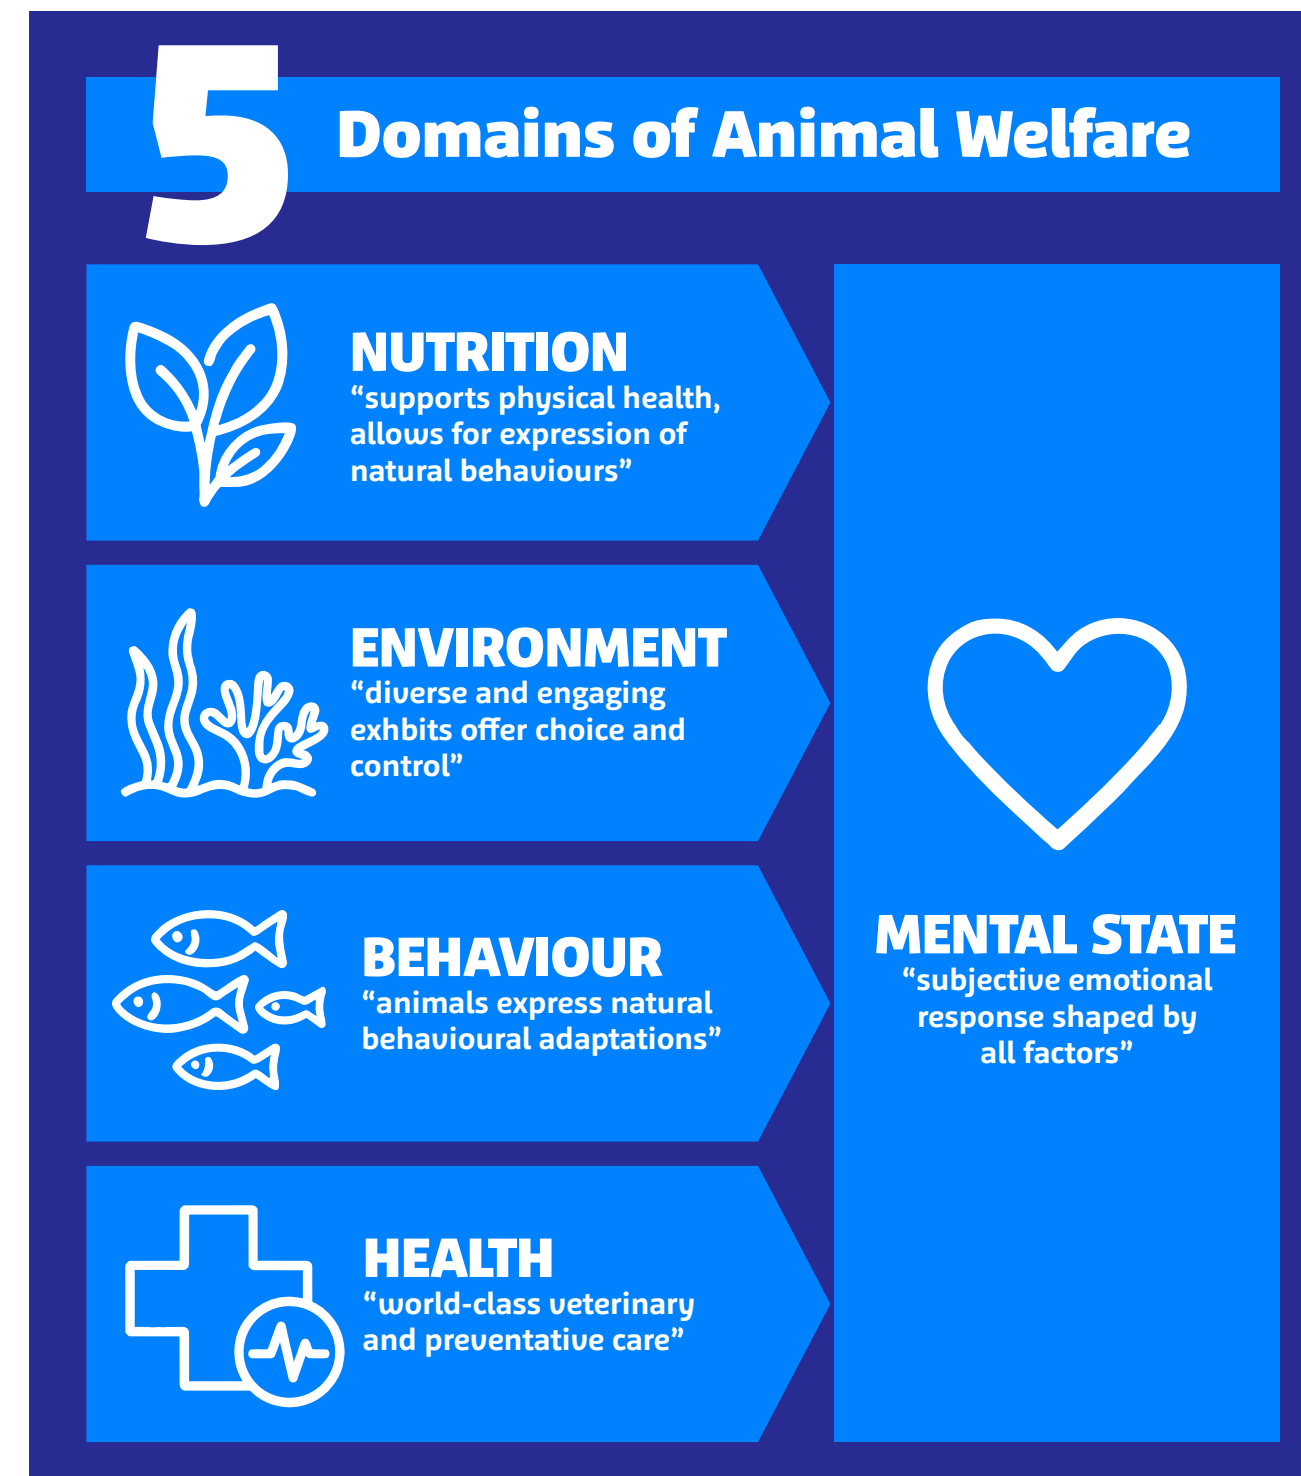 5 Domains of Animal Welfare
NUTRITION
“supports physical health,
allows for expression of
natural behaviours”
ENVIRONMENT
“diverse and engaging
exhbits offer choice and
control”
BEHAVIOUR
“animals express natural
behavioural adaptations”
HEALTH
“world-class veterinary
and preventative care”
MENTAL STATE
“subjective emotional
response shaped by
all factors”